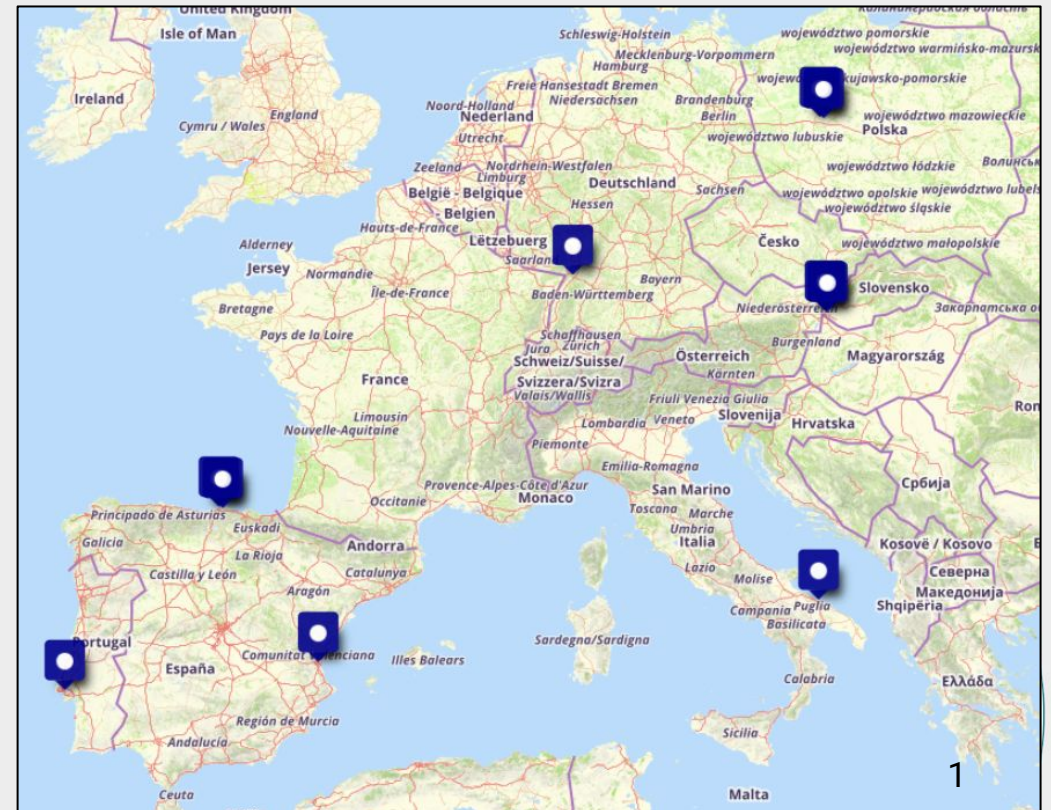 United Kingdom
Isle of Man
Ireland
England
Cymru / Wales
Schleswig-Holstein
Mecklenburg-Vorpommern
Hamburg
Freie Hansestadt Bremen
Niedersachsen
Noord-Holland
Nederland
Utrecht
Zeeland
Nordrhein-Westfalen
Limburg
België - Belgique
- Belgien
Brandenburg
Berlin
Deutschland
Hessen
Sachsen
województwo pomorskie
kujawsko-pomorskie
województwo mazowieckie
Polska
województwo lubuskie
województwo łódzkie
województwo opolskie
województwo śląskie
województwo małopolskie
Česko
Slovensko
Alderney
Jersey
Hauts-de-France
Lëtzebuerg
Normandie
Île-de-France
Bretagne
Pays de la Loire
Baden-Württemberg
Bayern
Burgenland
Schaffhausen
Jura Zürich
Schweiz/Suisse/
Svizzera/Svizra
Valais/Wallis
Österreich
Kärnten
Magyarország
France
Limousin
Nouvelle-Aquitaine
Friuli Venezia Giulia
Lombardia
Veneto
Slovenija
Hrvatska
Piemonte
Emilia-Romagna
Provence-Alpes-Côte d'Azur
Monaco
San Marino
Occitanie
Toscana
Marche
Umbria
Italia
Србија
Principado de Asturias
Euskadi
Galicia
La Rioja
Castilla y León
Andorra
Catalunya
Aragón
Lazio
Molise
Campania
Puglia
Basilicata
Kosovë / Kosovo
Северна
Македонија
Shqipëria
Portugal
España
Illes Balears
Sardegna/Sardigna
Calabria
Ελλάδα
Región de Murcia
Andalucía
Sicilia
Ceuta
Malta
1